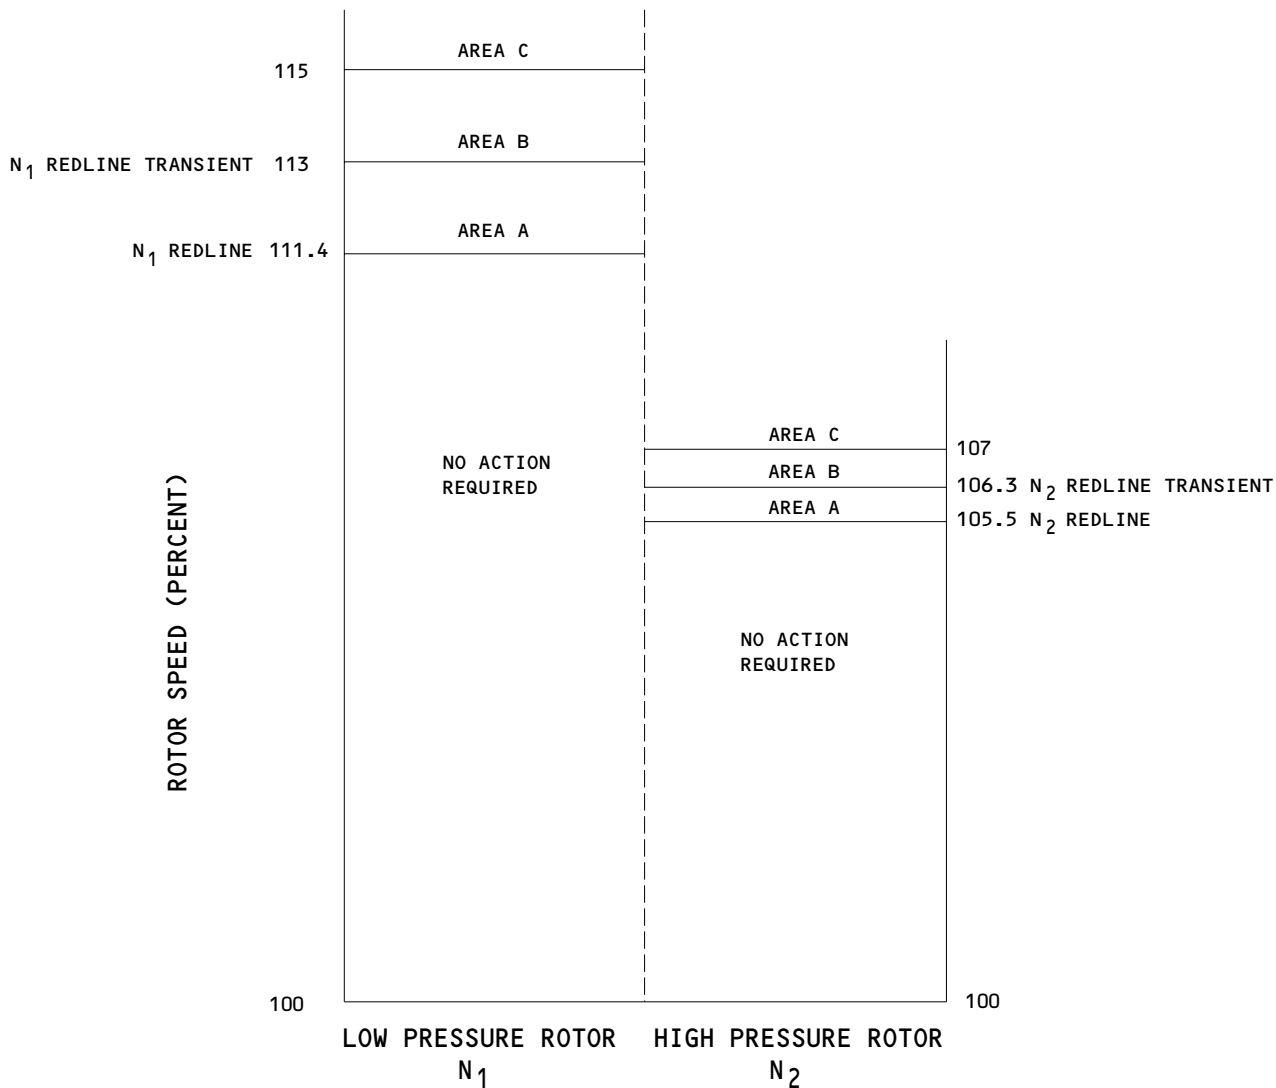 AREA C
115
AREA B
N1 REDLINE TRANSIENT 113
AREA A
N1 REDLINE 111.4
AREA C
107
NO ACTION
REQUIRED
AREA B
106.3 N2 REDLINE TRANSIENT
AREA A
105.5 N2 REDLINE
ROTOR SPEED (PERCENT)
NO ACTION
REQUIRED
100
100
LOW PRESSURE ROTOR
N1
HIGH PRESSURE ROTOR
N2